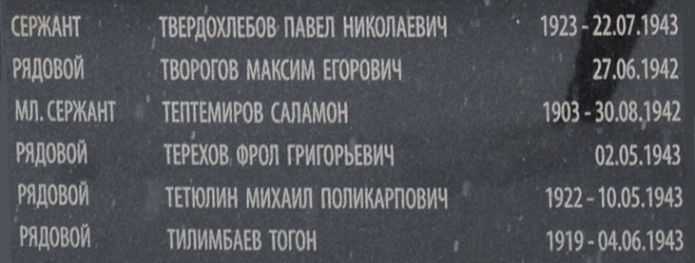 СЕРЖАНТ ТВЕРДОХЛЕБОВ ПАВЕЛ НИКОЛАЕВИЧ 1923 - 22.07.1943
РЯДОВОЙ ТВОРОГОВ МАКСИМ ЕГОРОВИЧ 27.06.1942
МЛ. СЕРЖАНТ ТЕПТЕМИРОВ САЛАМОН 1903 - 30.08.1942
РЯДОВОЙ ТЕРЕХОВ ФРОЛ ГРИГОРЬЕВИЧ 02.05.1943
РЯДОВОЙ ТЕТЮЛИН МИХАИЛ ПОЛИКАРПОВИЧ 1922 - 10.05.1943
РЯДОВОЙ ТИЛИМБАЕВ ТОГОН 1919 - 04.06.1943